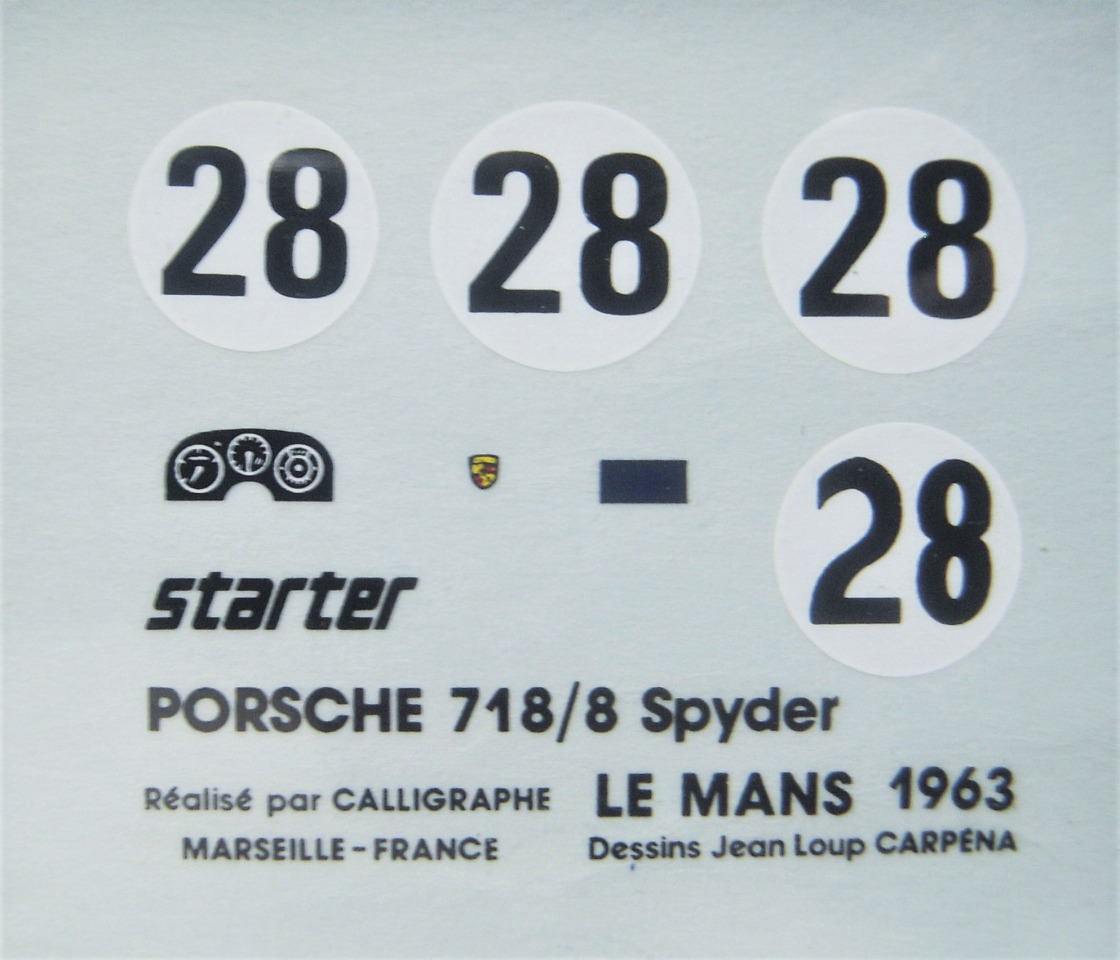 28 28 28
28
starter
PORSCHE 718/8 Spyder
Réalisé par CALLIGRAPHE
MARSEILLE - FRANCE
LE MANS 1963
Dessins Jean Loup CARPÉNA